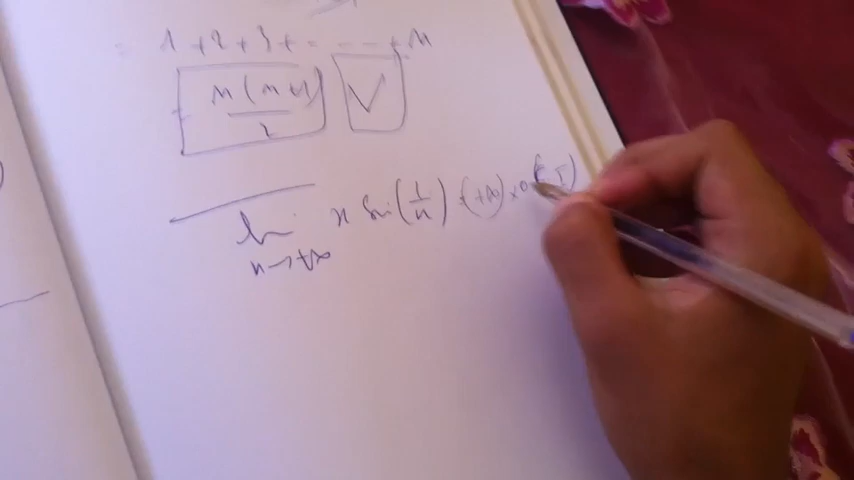 = 1 + 2 + 3 + - - - - + n
= n(n+1)/2 ✓
lim x sin(1/x) = (+∞) × 0 (F I)
x → +∞